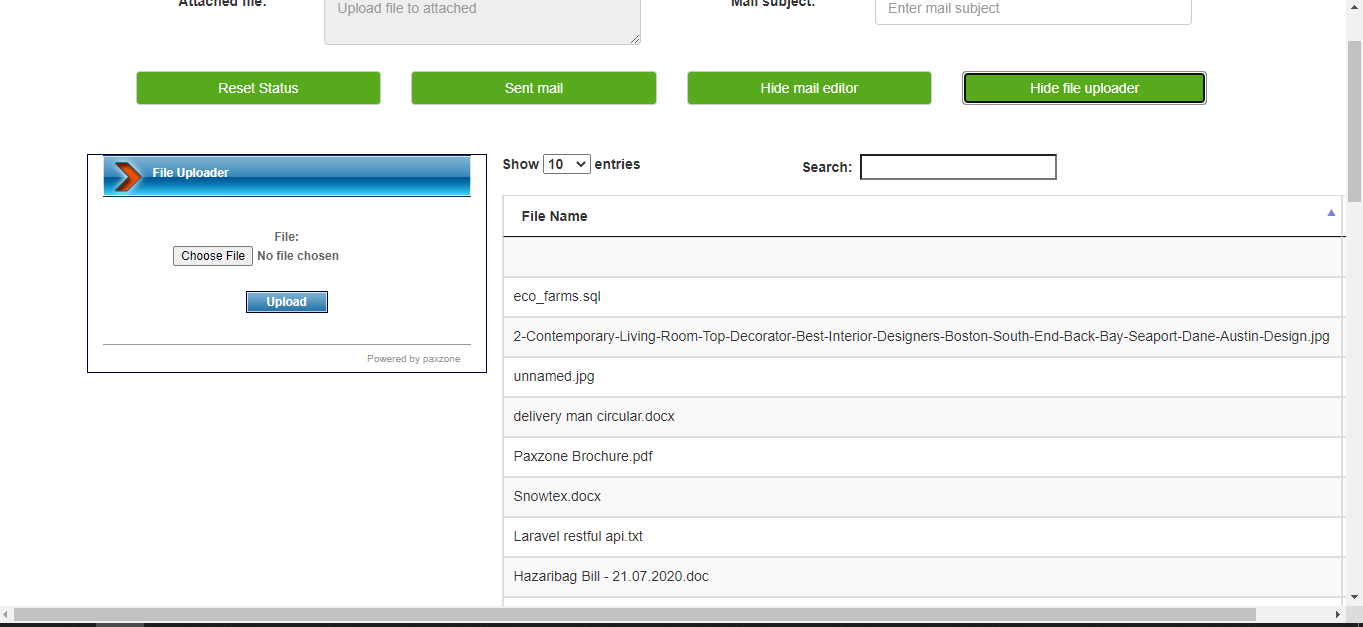 Attached file:
Upload file to attached
Mail subject:
Enter mail subject
Reset Status
Sent mail
Hide mail editor
Hide file uploader
File Uploader
File:
Choose File No file chosen
Upload
Powered by paxzone
Show 10 entries
Search:
File Name
eco_farms.sql
2-Contemporary-Living-Room-Top-Decorator-Best-Interior-Designers-Boston-South-End-Back-Bay-Seaport-Dane-Austin-Design.jpg
unnamed.jpg
delivery man circular.docx
Paxzone Brochure.pdf
Snowtex.docx
Laravel restful api.txt
Hazaribag Bill - 21.07.2020.doc